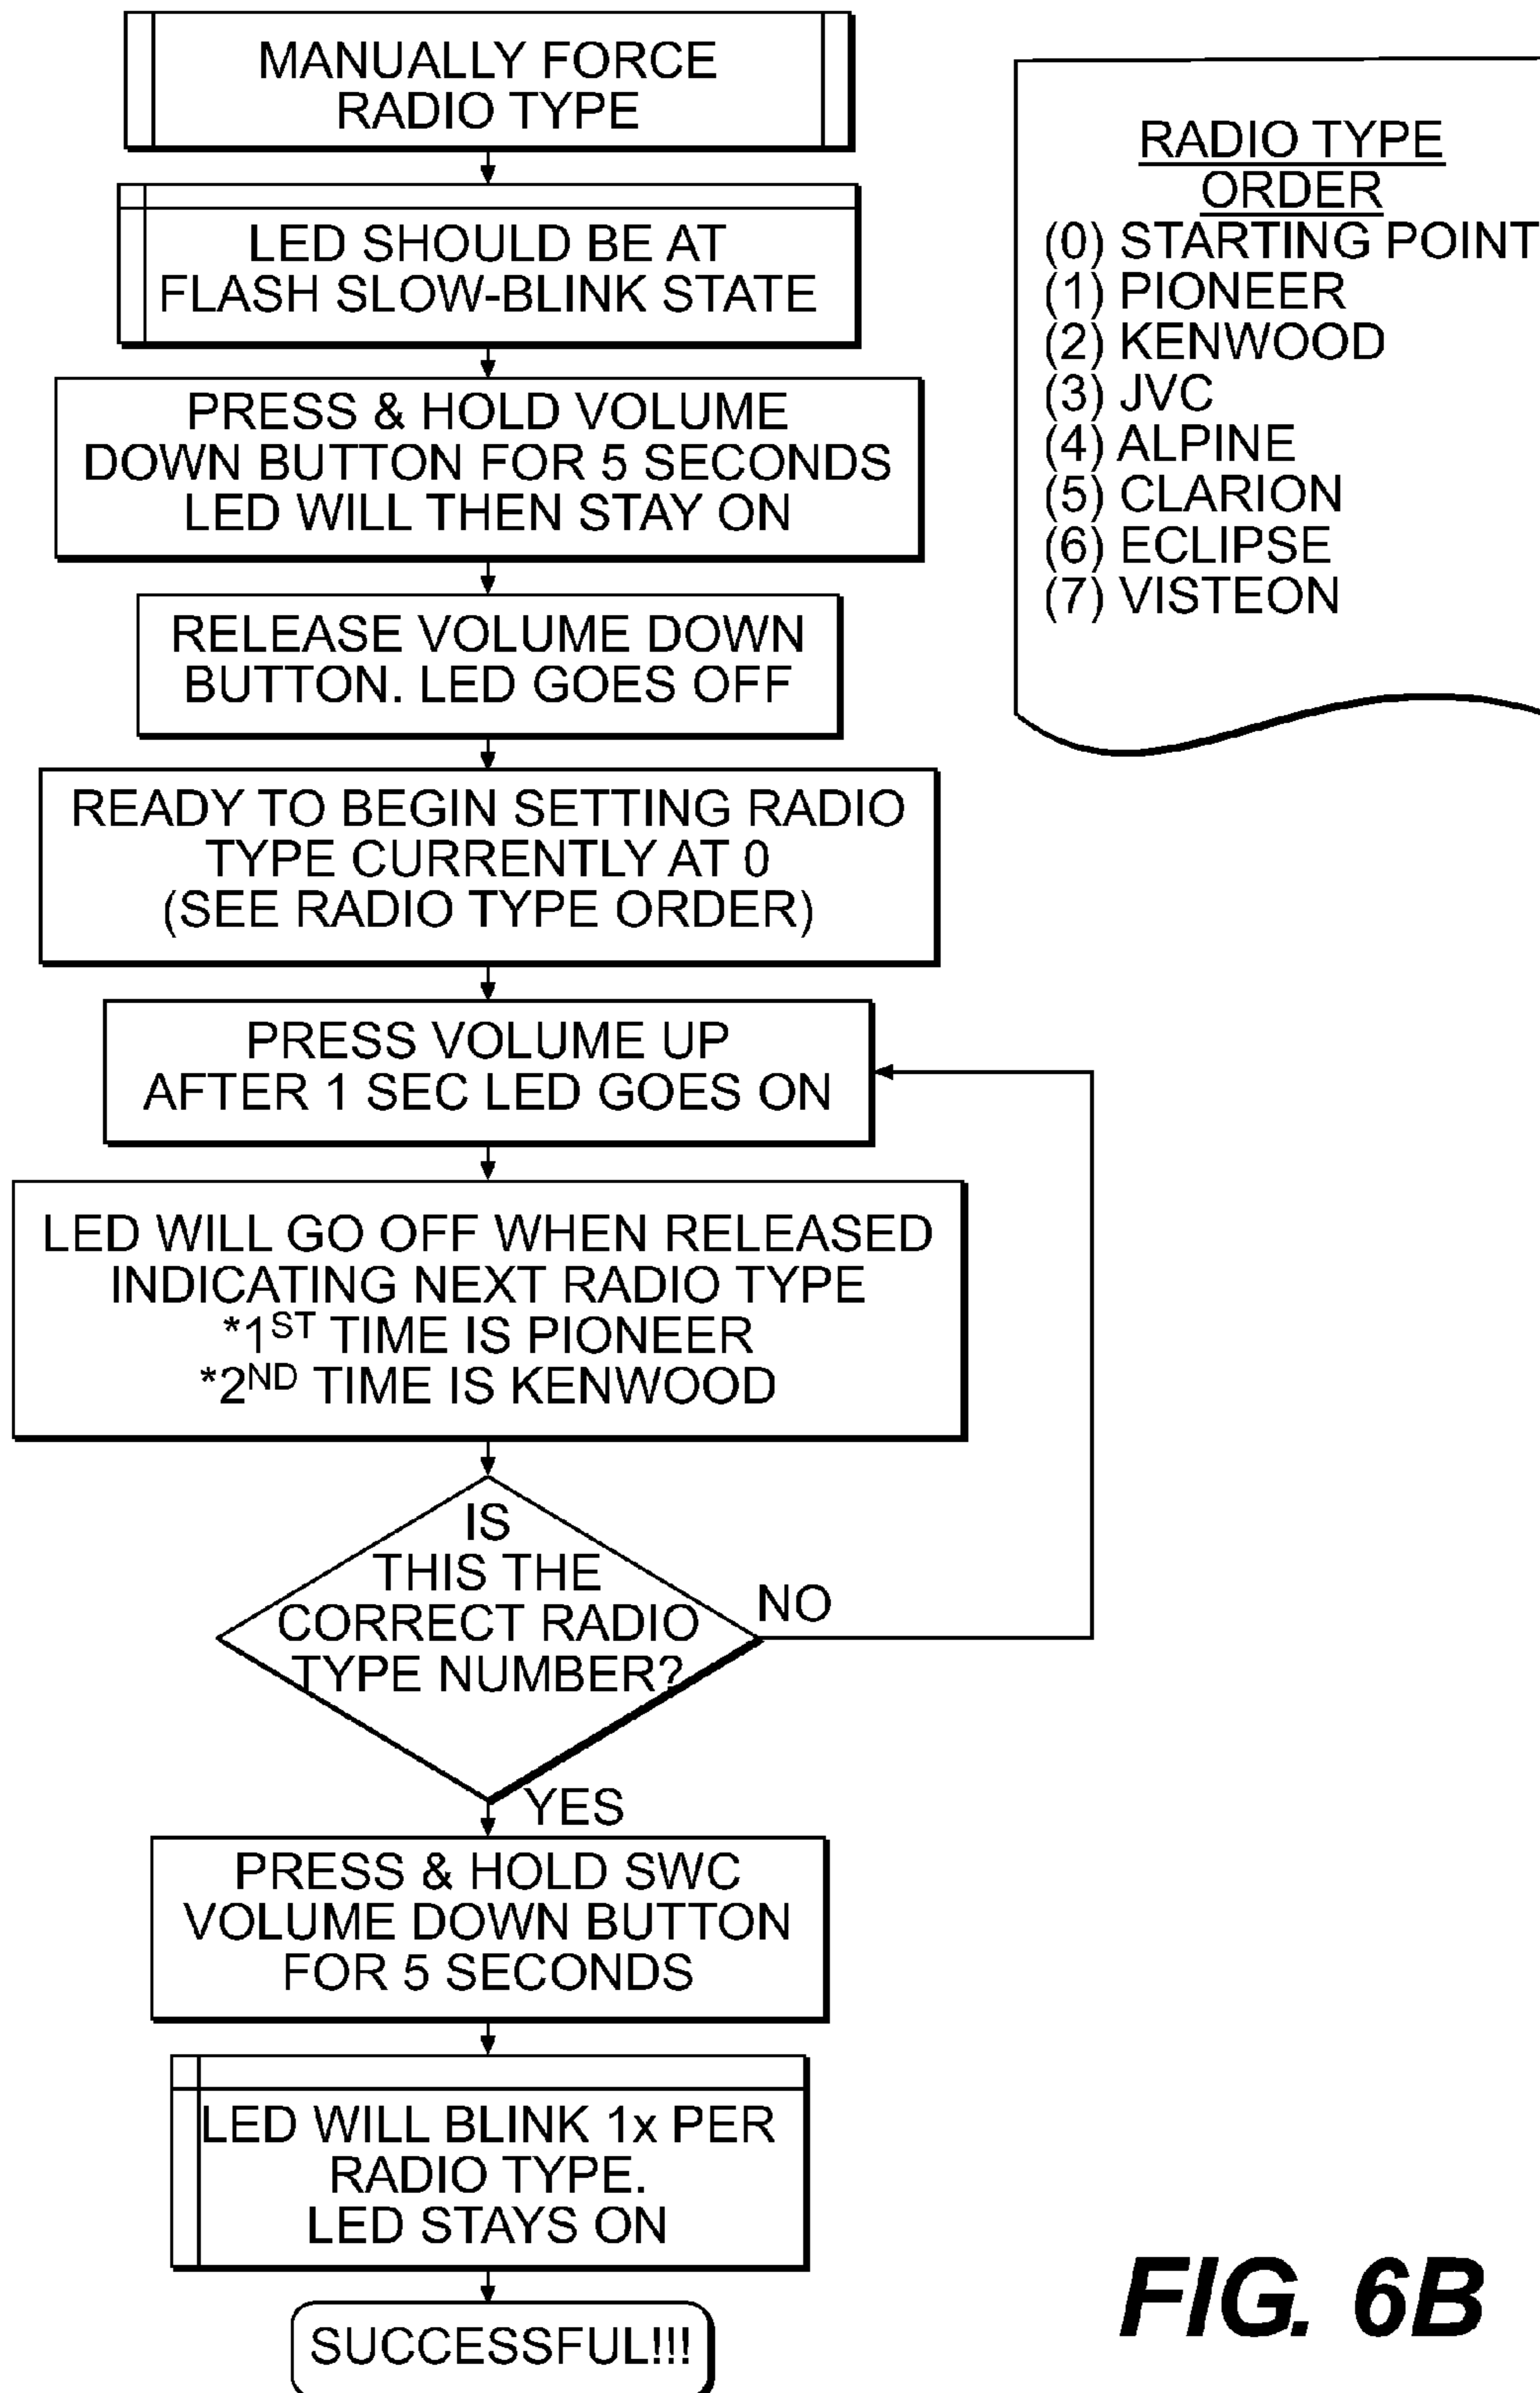 MANUALLY FORCE
RADIO TYPE
LED SHOULD BE AT
FLASH SLOW-BLINK STATE
PRESS & HOLD VOLUME
DOWN BUTTON FOR 5 SECONDS
LED WILL THEN STAY ON
RELEASE VOLUME DOWN
BUTTON. LED GOES OFF
READY TO BEGIN SETTING RADIO
TYPE CURRENTLY AT 0
(SEE RADIO TYPE ORDER)
PRESS VOLUME UP
AFTER 1 SEC LED GOES ON
LED WILL GO OFF WHEN RELEASED
INDICATING NEXT RADIO TYPE
*1ST TIME IS PIONEER
*2ND TIME IS KENWOOD
IS
THIS THE
CORRECT RADIO
TYPE NUMBER?
NO
YES
PRESS & HOLD SWC
VOLUME DOWN BUTTON
FOR 5 SECONDS
LED WILL BLINK 1x PER
RADIO TYPE.
LED STAYS ON
SUCCESSFUL!!!
RADIO TYPE
ORDER
(0) STARTING POINT
(1) PIONEER
(2) KENWOOD
(3) JVC
(4) ALPINE
(5) CLARION
(6) ECLIPSE
(7) VISTEON
FIG. 6B